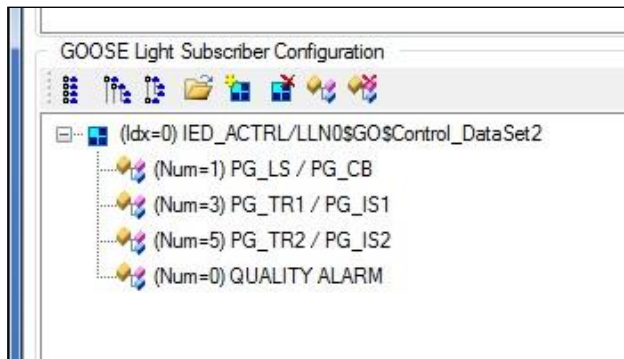 GOOSE Light Subscriber Configuration
(Idx=0) IED_ACTRL/LLN0$GO$Control_DataSet2
(Num=1) PG_LS / PG_CB
(Num=3) PG_TR1 / PG_IS1
(Num=5) PG_TR2 / PG_IS2
(Num=0) QUALITY ALARM